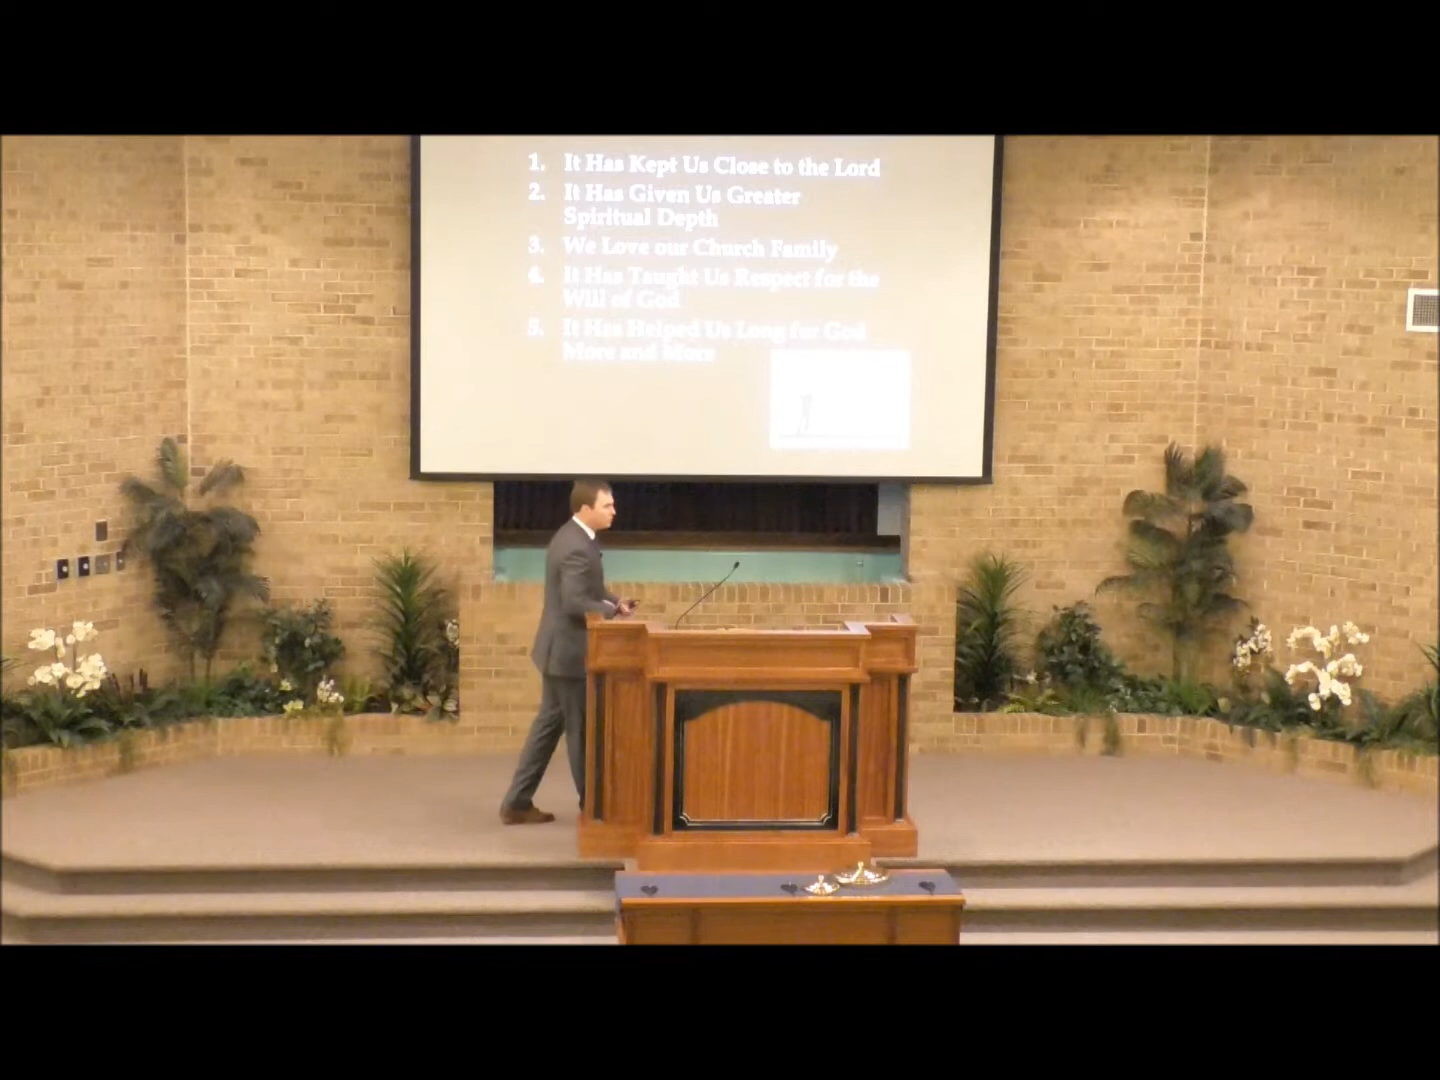 1. It Has Kept Us Close to the Lord
2. It Has Given Us Greater
Spiritual Depth
3. We Love our Church Family
4. It Has Taught Us Respect for the
Will of God
5. It Has Helped Us Long for God
More and More